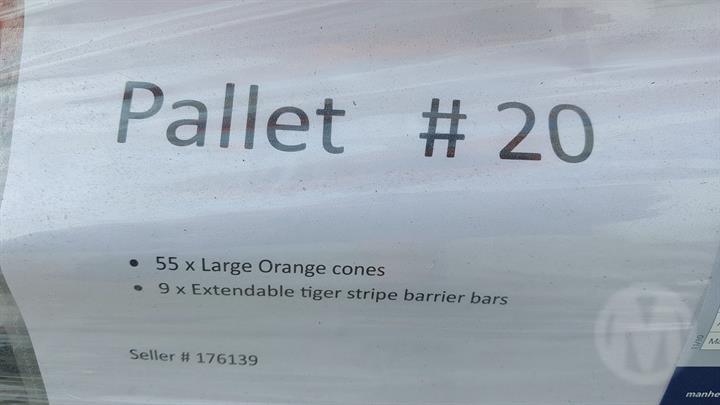 Pallet # 20
• 55 x Large Orange cones
• 9 x Extendable tiger stripe barrier bars
Seller # 176139